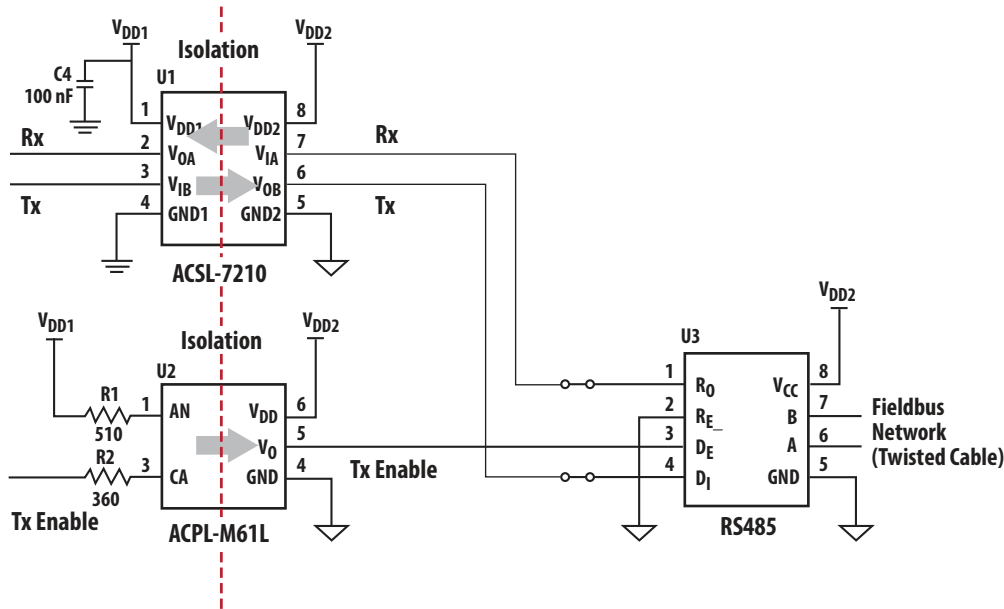 VDD1
Isolation
VDD2
C4
100 nF
U1
1
VDD1
VDD2
8
Rx
2
VOA
VIA
7
Rx
3
VIB
VOB
6
Tx
4
GND1
GND2
5
Tx
ACSL-7210
VDD1
Isolation
VDD2
U2
R1
510
1
AN
VDD
6
VO
5
R2
360
3
CA
GND
4
Tx Enable
Tx Enable
ACPL-M61L
VDD2
U3
1
RO
VCC
8
2
RE_
B
7
3
DE
A
6
4
DI
GND
5
RS485
Fieldbus
Network
(Twisted Cable)